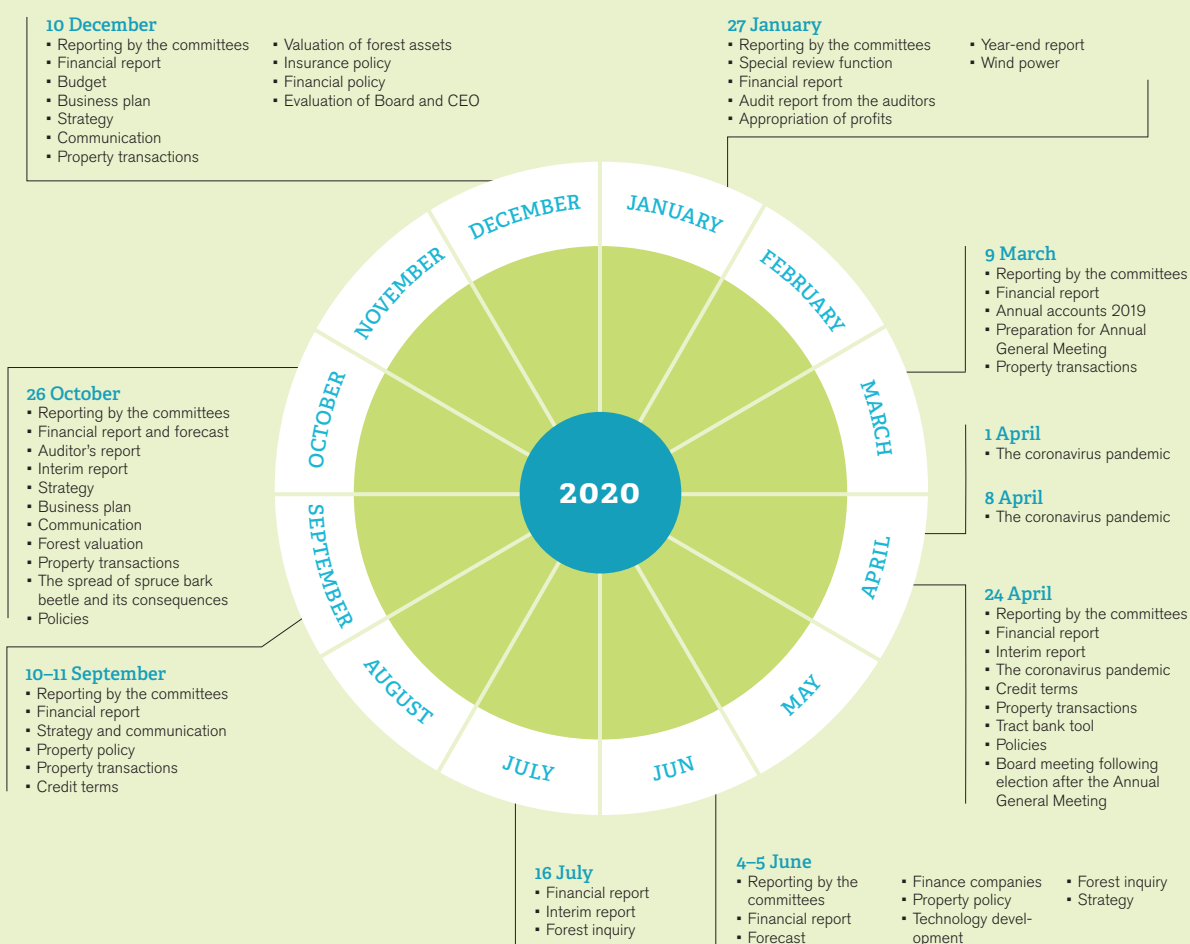 10 December
▪ Reporting by the committees
▪ Financial report
▪ Budget
▪ Business plan
▪ Strategy
▪ Communication
▪ Property transactions
▪ Valuation of forest assets
▪ Insurance policy
▪ Financial policy
▪ Evaluation of Board and CEO
27 January
▪ Reporting by the committees
▪ Special review function
▪ Financial report
▪ Audit report from the auditors
▪ Appropriation of profits
▪ Year-end report
▪ Wind power
DECEMBER
JANUARY
NOVEMBER
FEBRUARY
OCTOBER
MARCH
2020
SEPTEMBER
APRIL
AUGUST
MAY
JULY
JUN
9 March
▪ Reporting by the committees
▪ Financial report
▪ Annual accounts 2019
▪ Preparation for Annual
General Meeting
▪ Property transactions
1 April
▪ The coronavirus pandemic
8 April
▪ The coronavirus pandemic
24 April
▪ Reporting by the committees
▪ Financial report
▪ Interim report
▪ The coronavirus pandemic
▪ Credit terms
▪ Property transactions
▪ Tract bank tool
▪ Policies
▪ Board meeting following
election after the Annual
General Meeting
26 October
▪ Reporting by the committees
▪ Financial report and forecast
▪ Auditor's report
▪ Interim report
▪ Strategy
▪ Business plan
▪ Communication
▪ Forest valuation
▪ Property transactions
▪ The spread of spruce bark
beetle and its consequences
▪ Policies
10–11 September
▪ Reporting by the committees
▪ Financial report
▪ Strategy and communication
▪ Property policy
▪ Property transactions
▪ Credit terms
16 July
▪ Financial report
▪ Interim report
▪ Forest inquiry
4–5 June
▪ Reporting by the
committees
▪ Financial report
▪ Forecast
▪ Finance companies
▪ Property policy
▪ Technology devel-
opment
▪ Forest inquiry
▪ Strategy